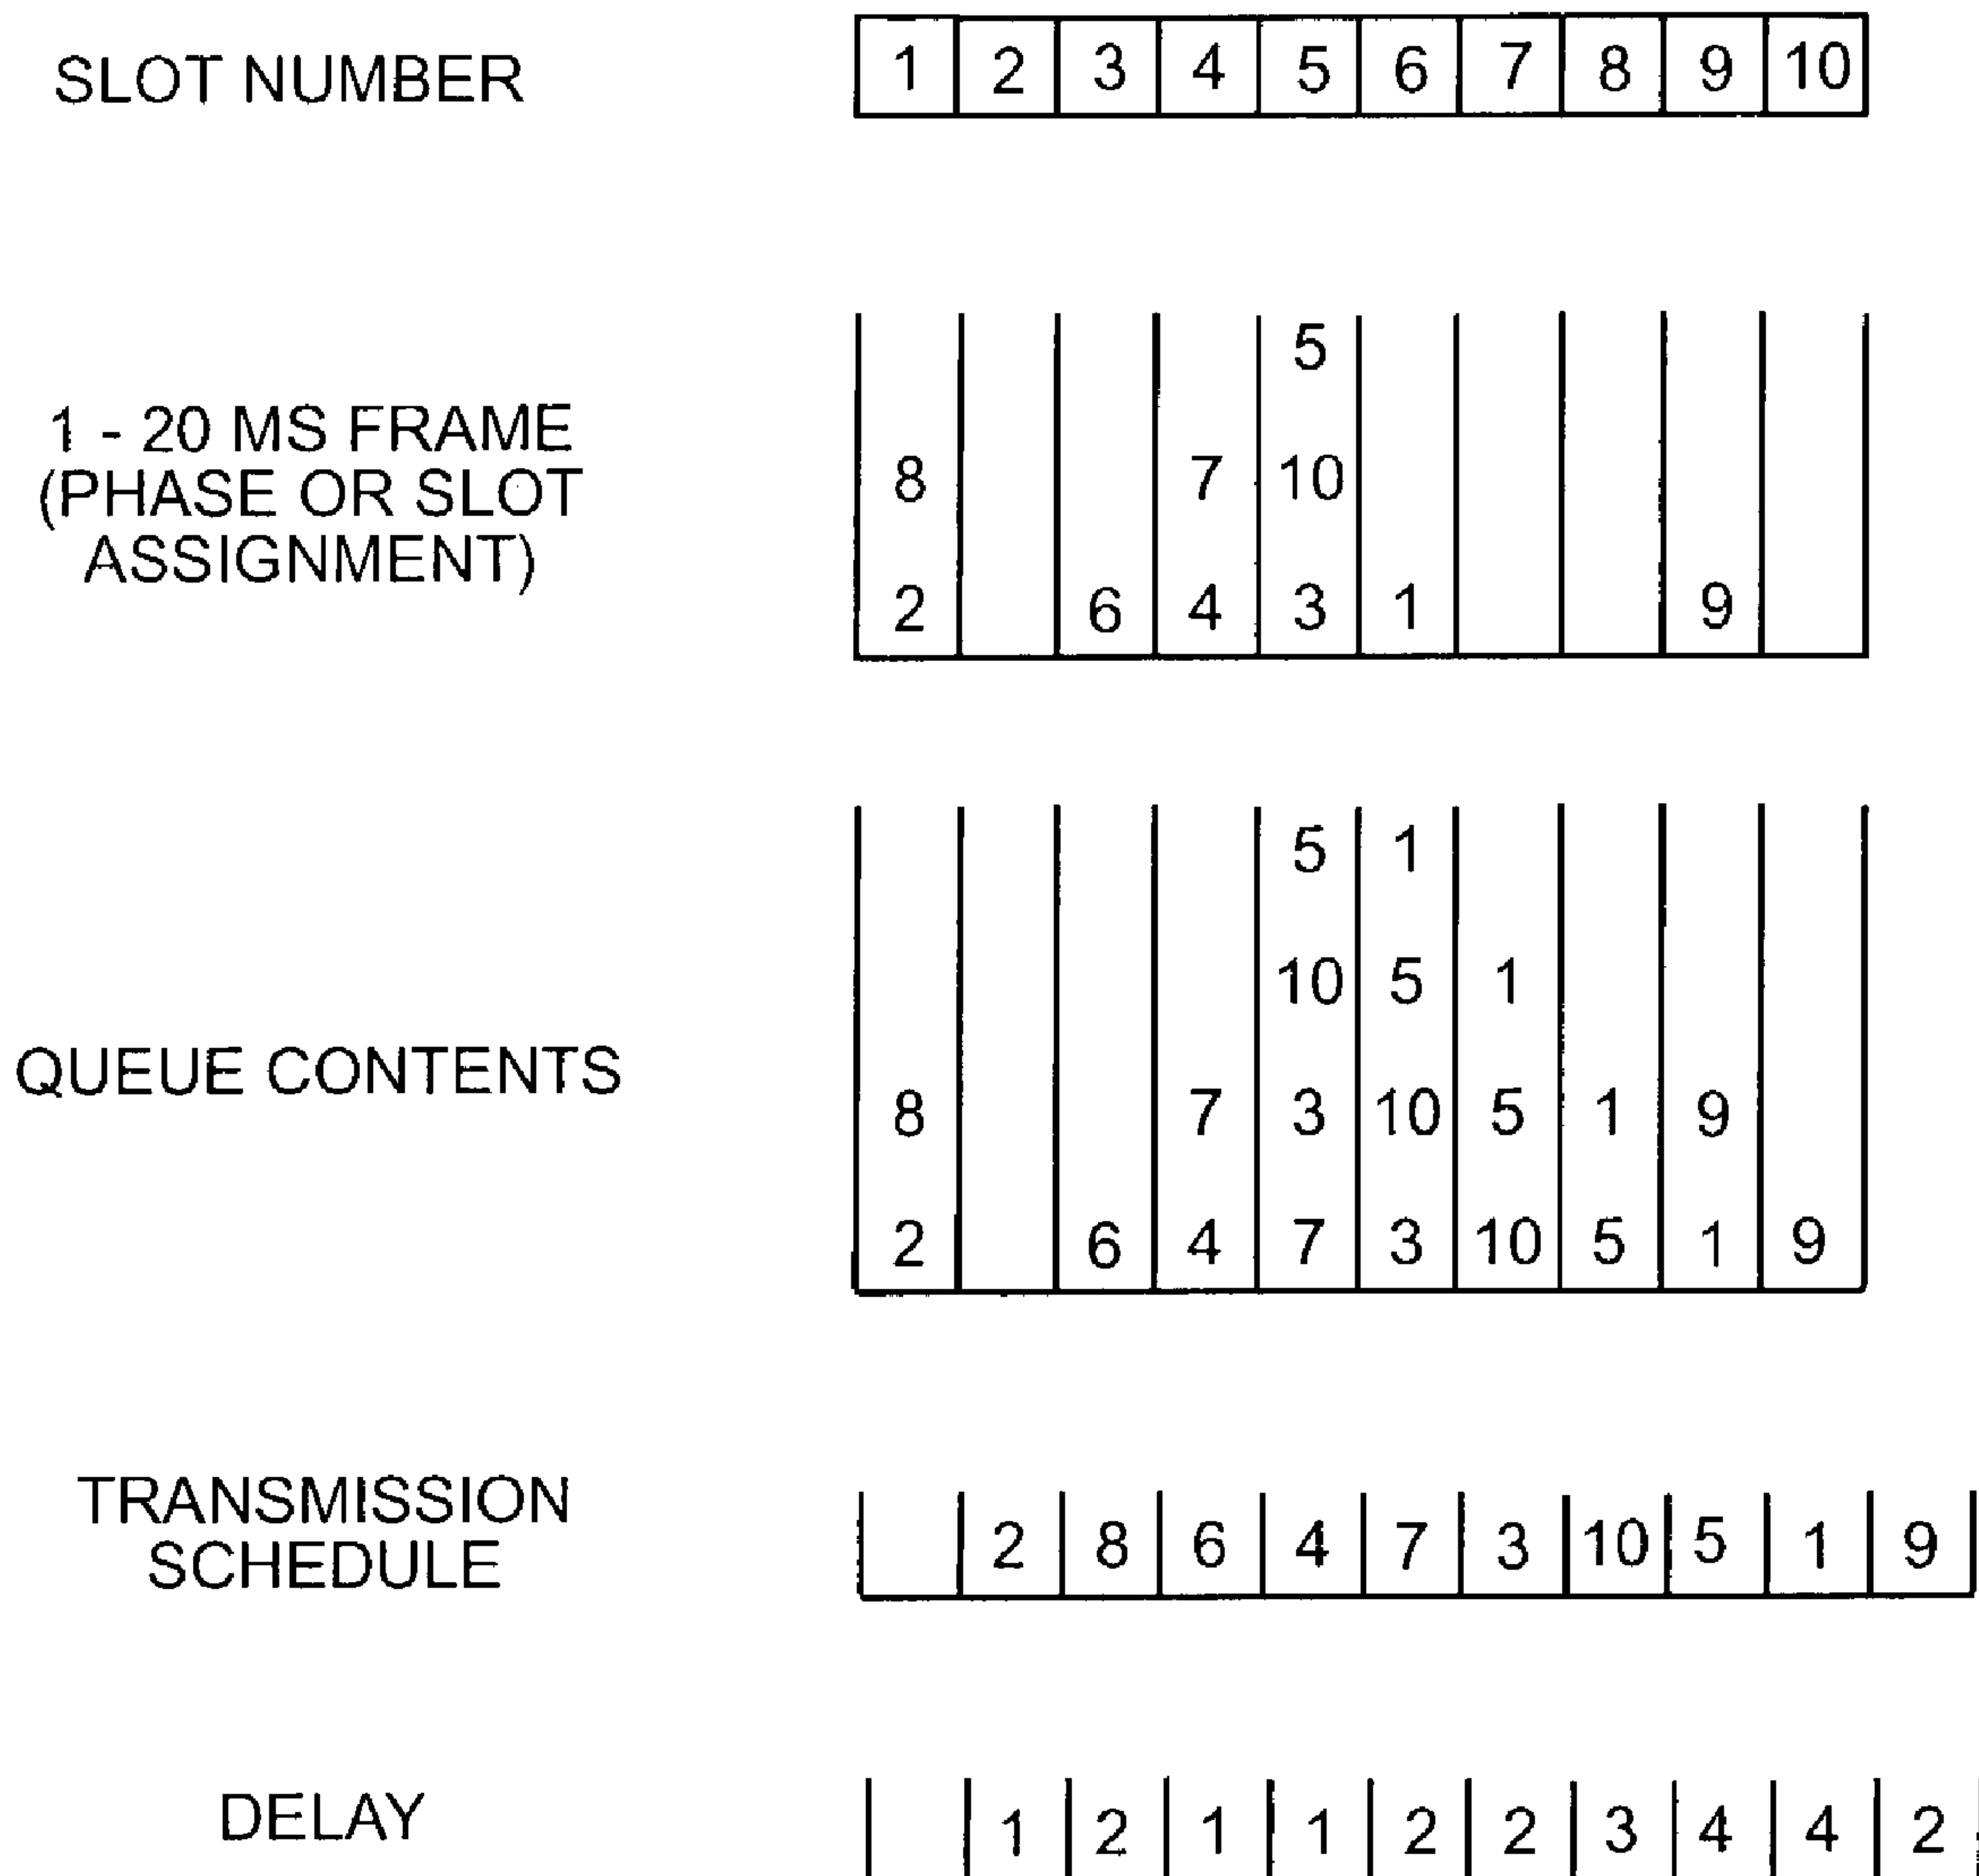 SLOT NUMBER 1 2 3 4 5 6 7 8 9 10
5
1 - 20 MS FRAME
(PHASE OR SLOT
ASSIGNMENT)
8 7 10
2 6 4 3 1 9
5 1
10 5 1
QUEUE CONTENTS
8 7 3 10 5 1 9
2 6 4 7 3 10 5 1 9
TRANSMISSION
SCHEDULE
2 8 6 4 7 3 10 5 1 9
DELAY 1 2 1 1 2 2 3 4 4 2